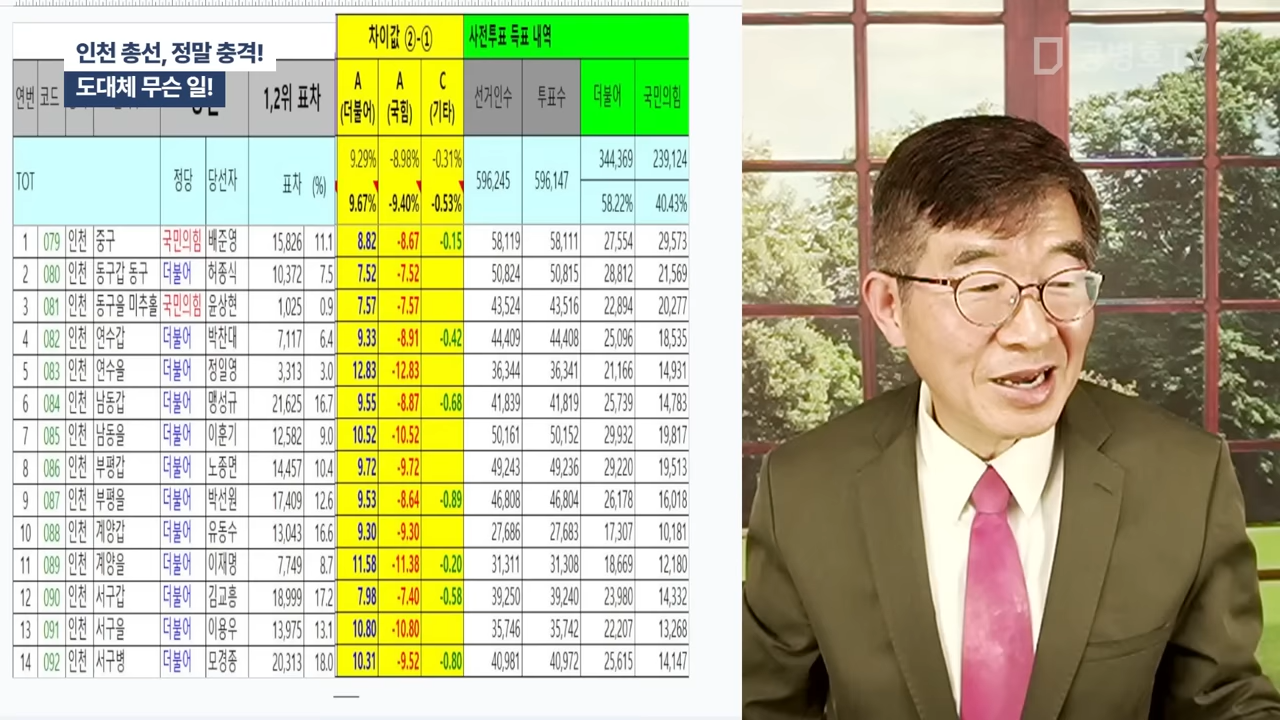 인천 총선, 정말 충격!
도대체 무슨 일!
공병호TV
차이값 ②-① 사전투표 득표 내역
연번 코드 1,2위 표차 A (더불어) A (국힘) C (기타) 선거인수 투표수 더불어 국민의힘
TOT 정당 당선자 표차 (%) 9.29% -8.98% -0.31% 596,245 596,147 344,369 239,124
9.67% -9.40% -0.53% 58.22% 40.43%
1 079 인천 중구 국민의힘 배준영 15,826 11.1 8.82 -8.67 -0.15 58,119 58,111 27,554 29,573
2 080 인천 동구갑 동구 더불어 허종식 10,372 7.5 7.52 -7.52 50,824 50,815 28,812 21,569
3 081 인천 동구을 미추홀 국민의힘 윤상현 1,025 0.9 7.57 -7.57 43,524 43,516 22,894 20,277
4 082 인천 연수갑 더불어 박찬대 7,117 6.4 9.33 -8.91 -0.42 44,409 44,408 25,096 18,535
5 083 인천 연수을 더불어 정일영 3,313 3.0 12.83 -12.83 36,344 36,341 21,166 14,931
6 084 인천 남동갑 더불어 맹성규 21,625 16.7 9.55 -8.87 -0.68 41,839 41,819 25,739 14,783
7 085 인천 남동을 더불어 이훈기 12,582 9.0 10.52 -10.52 50,161 50,152 29,932 19,817
8 086 인천 부평갑 더불어 노종면 14,457 10.4 9.72 -9.72 49,243 49,236 29,220 19,513
9 087 인천 부평을 더불어 박선원 17,409 12.6 9.53 -8.64 -0.89 46,808 46,804 26,178 16,018
10 088 인천 계양갑 더불어 유동수 13,043 16.6 9.30 -9.30 27,686 27,683 17,307 10,181
11 089 인천 계양을 더불어 이재명 7,749 8.7 11.58 -11.38 -0.20 31,311 31,308 18,669 12,180
12 090 인천 서구갑 더불어 김교흥 18,999 17.2 7.98 -7.40 -0.58 39,250 39,240 23,980 14,332
13 091 인천 서구을 더불어 이용우 13,975 13.1 10.80 -10.80 35,746 35,742 22,207 13,268
14 092 인천 서구병 더불어 모경종 20,313 18.0 10.31 -9.52 -0.80 40,981 40,972 25,615 14,147